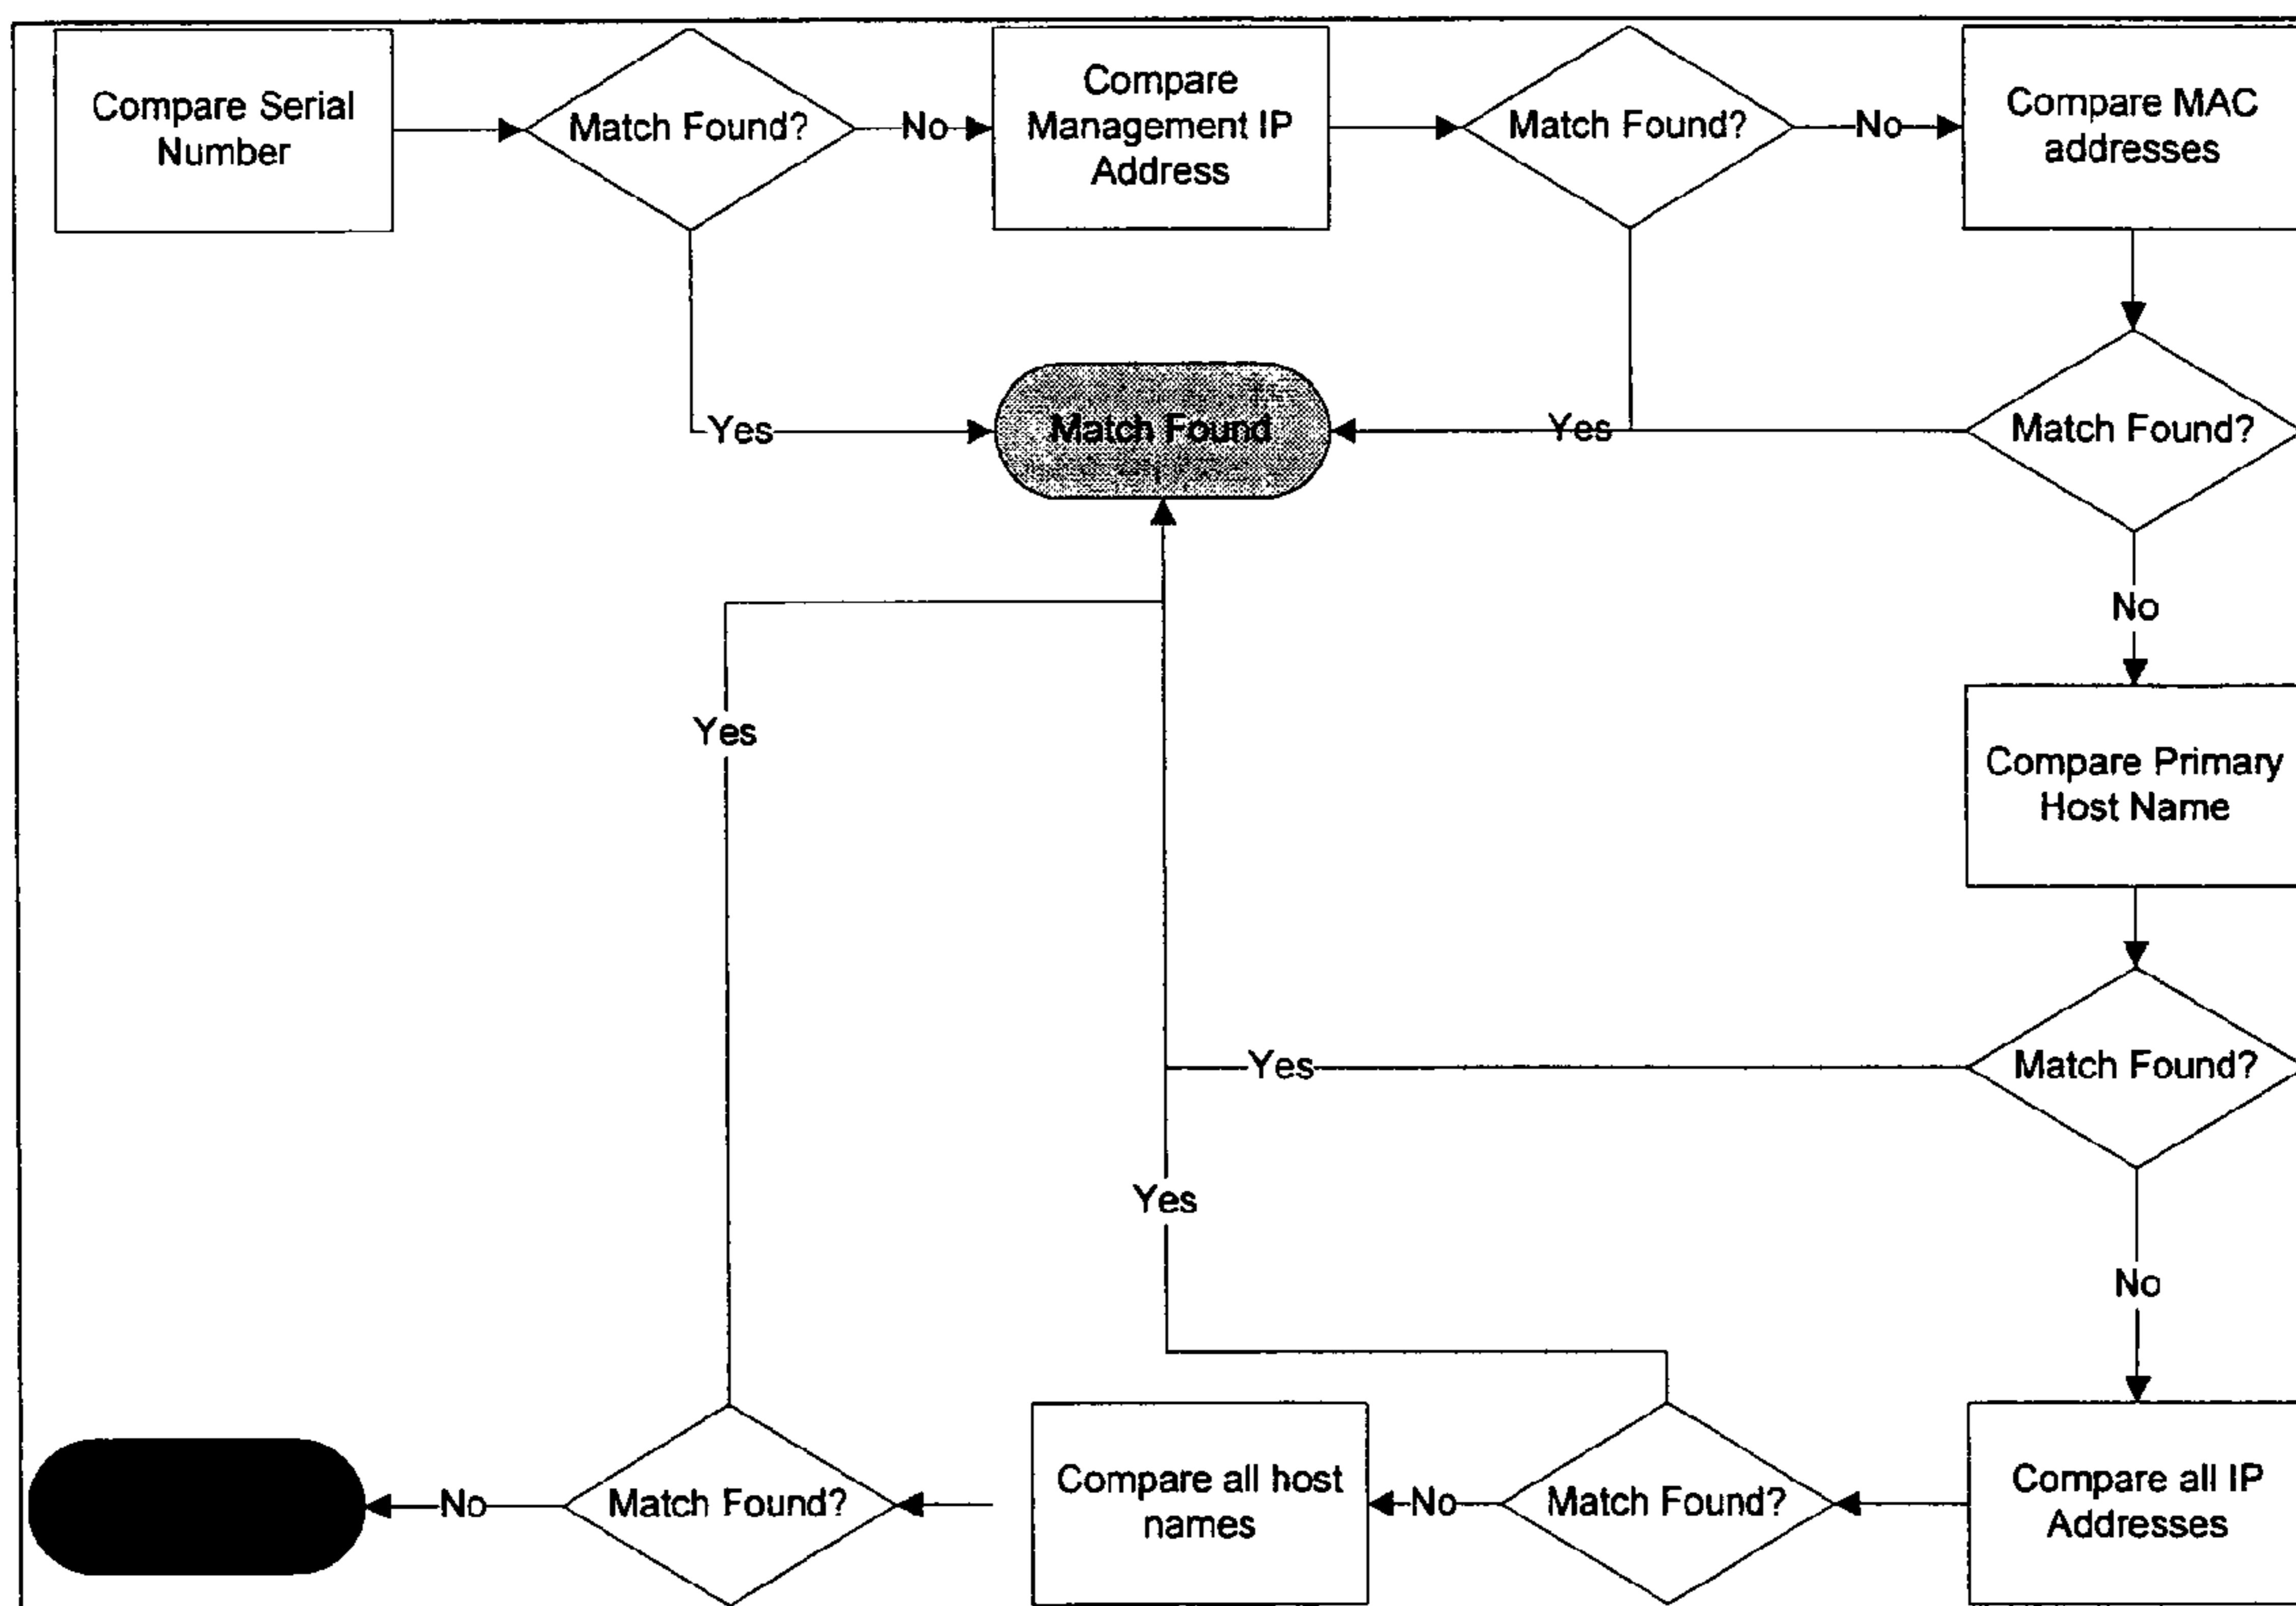 Compare Serial
Number
Match Found?
No
Compare
Management IP
Address
Match Found?
No
Compare MAC
addresses
Yes
Match Found
Yes
Match Found?
No
Yes
Compare Primary
Host Name
Yes
Match Found?
Yes
No
No
Match Found?
Compare all host
names
No
Match Found?
Compare all IP
Addresses